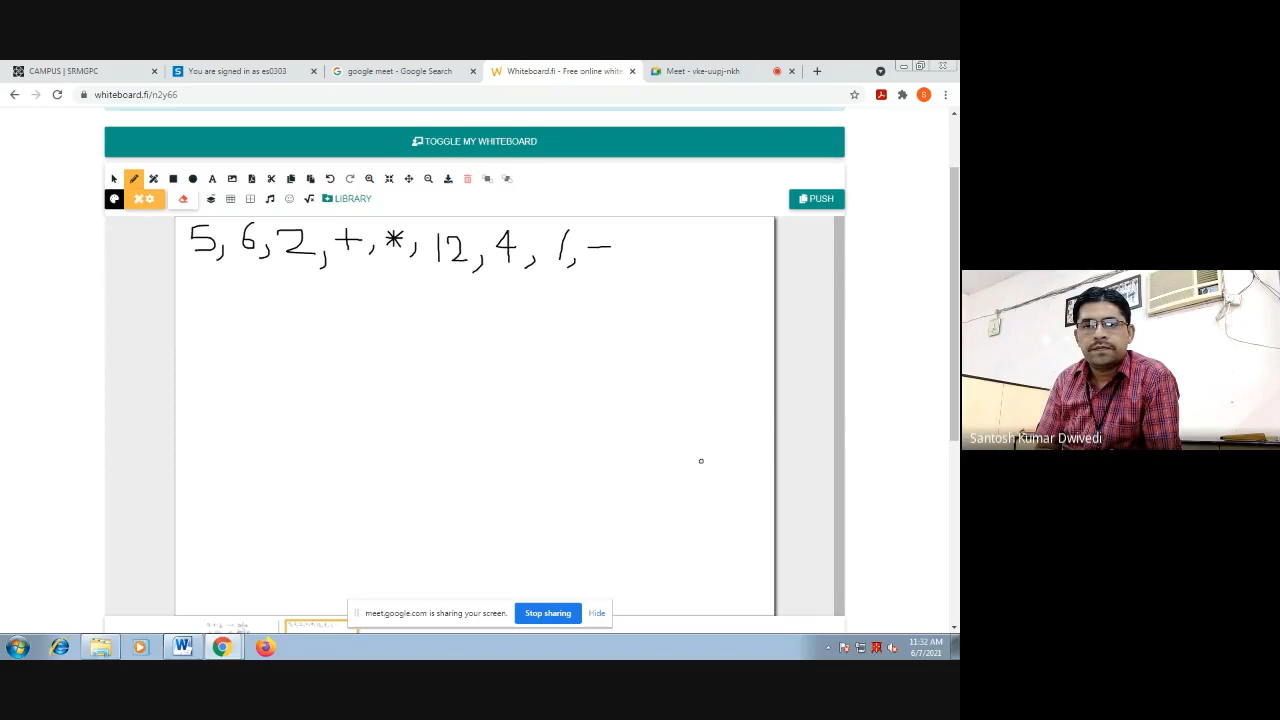 CAMPUS | SRMGPC
You are signed in as es0303
google meet - Google Search
Whiteboard.fi - Free online white
Meet - vke-uupj-nkh
whiteboard.fi/n2y66
TOGGLE MY WHITEBOARD
LIBRARY
PUSH
5, 6, 2, +, *, 12, 4, /, -
Santosh Kumar Dwivedi
meet.google.com is sharing your screen.
Stop sharing
Hide
11:32 AM
6/7/2021